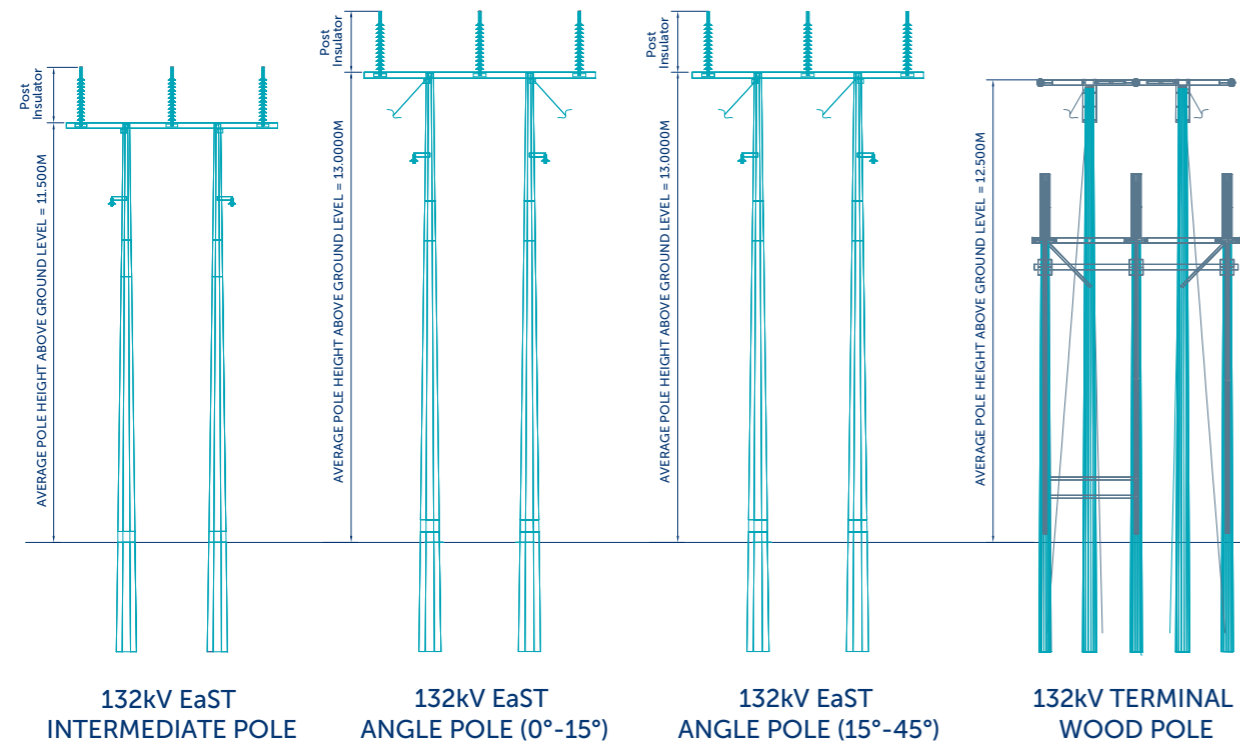 Post
Insulator
AVERAGE POLE HEIGHT ABOVE GROUND LEVEL = 11.500M
132kV EaST
INTERMEDIATE POLE
Post
Insulator
AVERAGE POLE HEIGHT ABOVE GROUND LEVEL = 13.0000M
132kV EaST
ANGLE POLE (0°-15°)
Post
Insulator
AVERAGE POLE HEIGHT ABOVE GROUND LEVEL = 13.0000M
132kV EaST
ANGLE POLE (15°-45°)
AVERAGE POLE HEIGHT ABOVE GROUND LEVEL = 12.500M
132kV TERMINAL
WOOD POLE